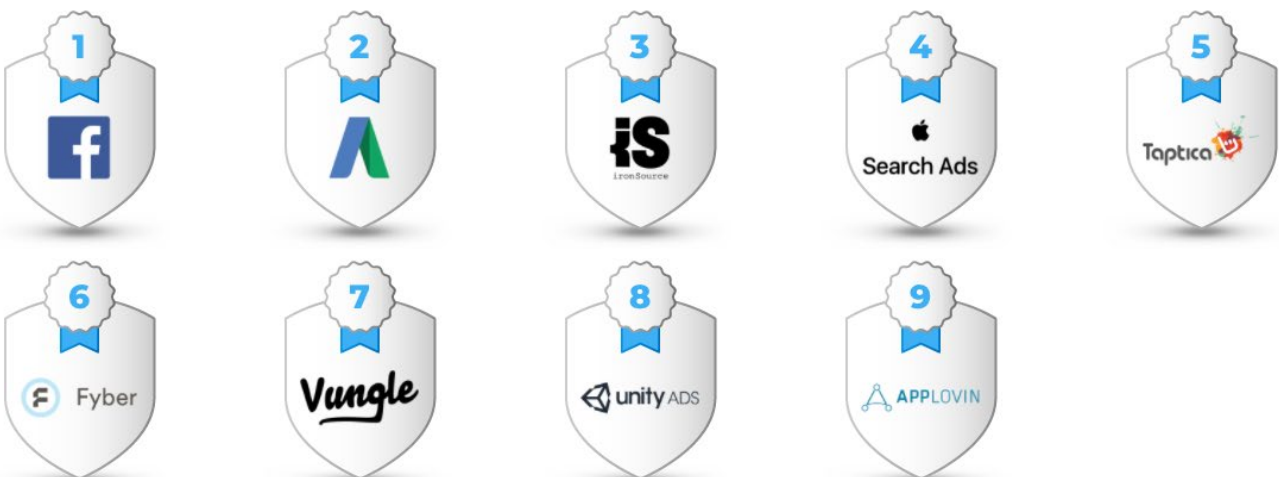 1
2
3
4
5
f
iS
ironSource
Search Ads
Taptica
6
7
8
9
F Fyber
Vungle
unity ADS
APPLOVIN